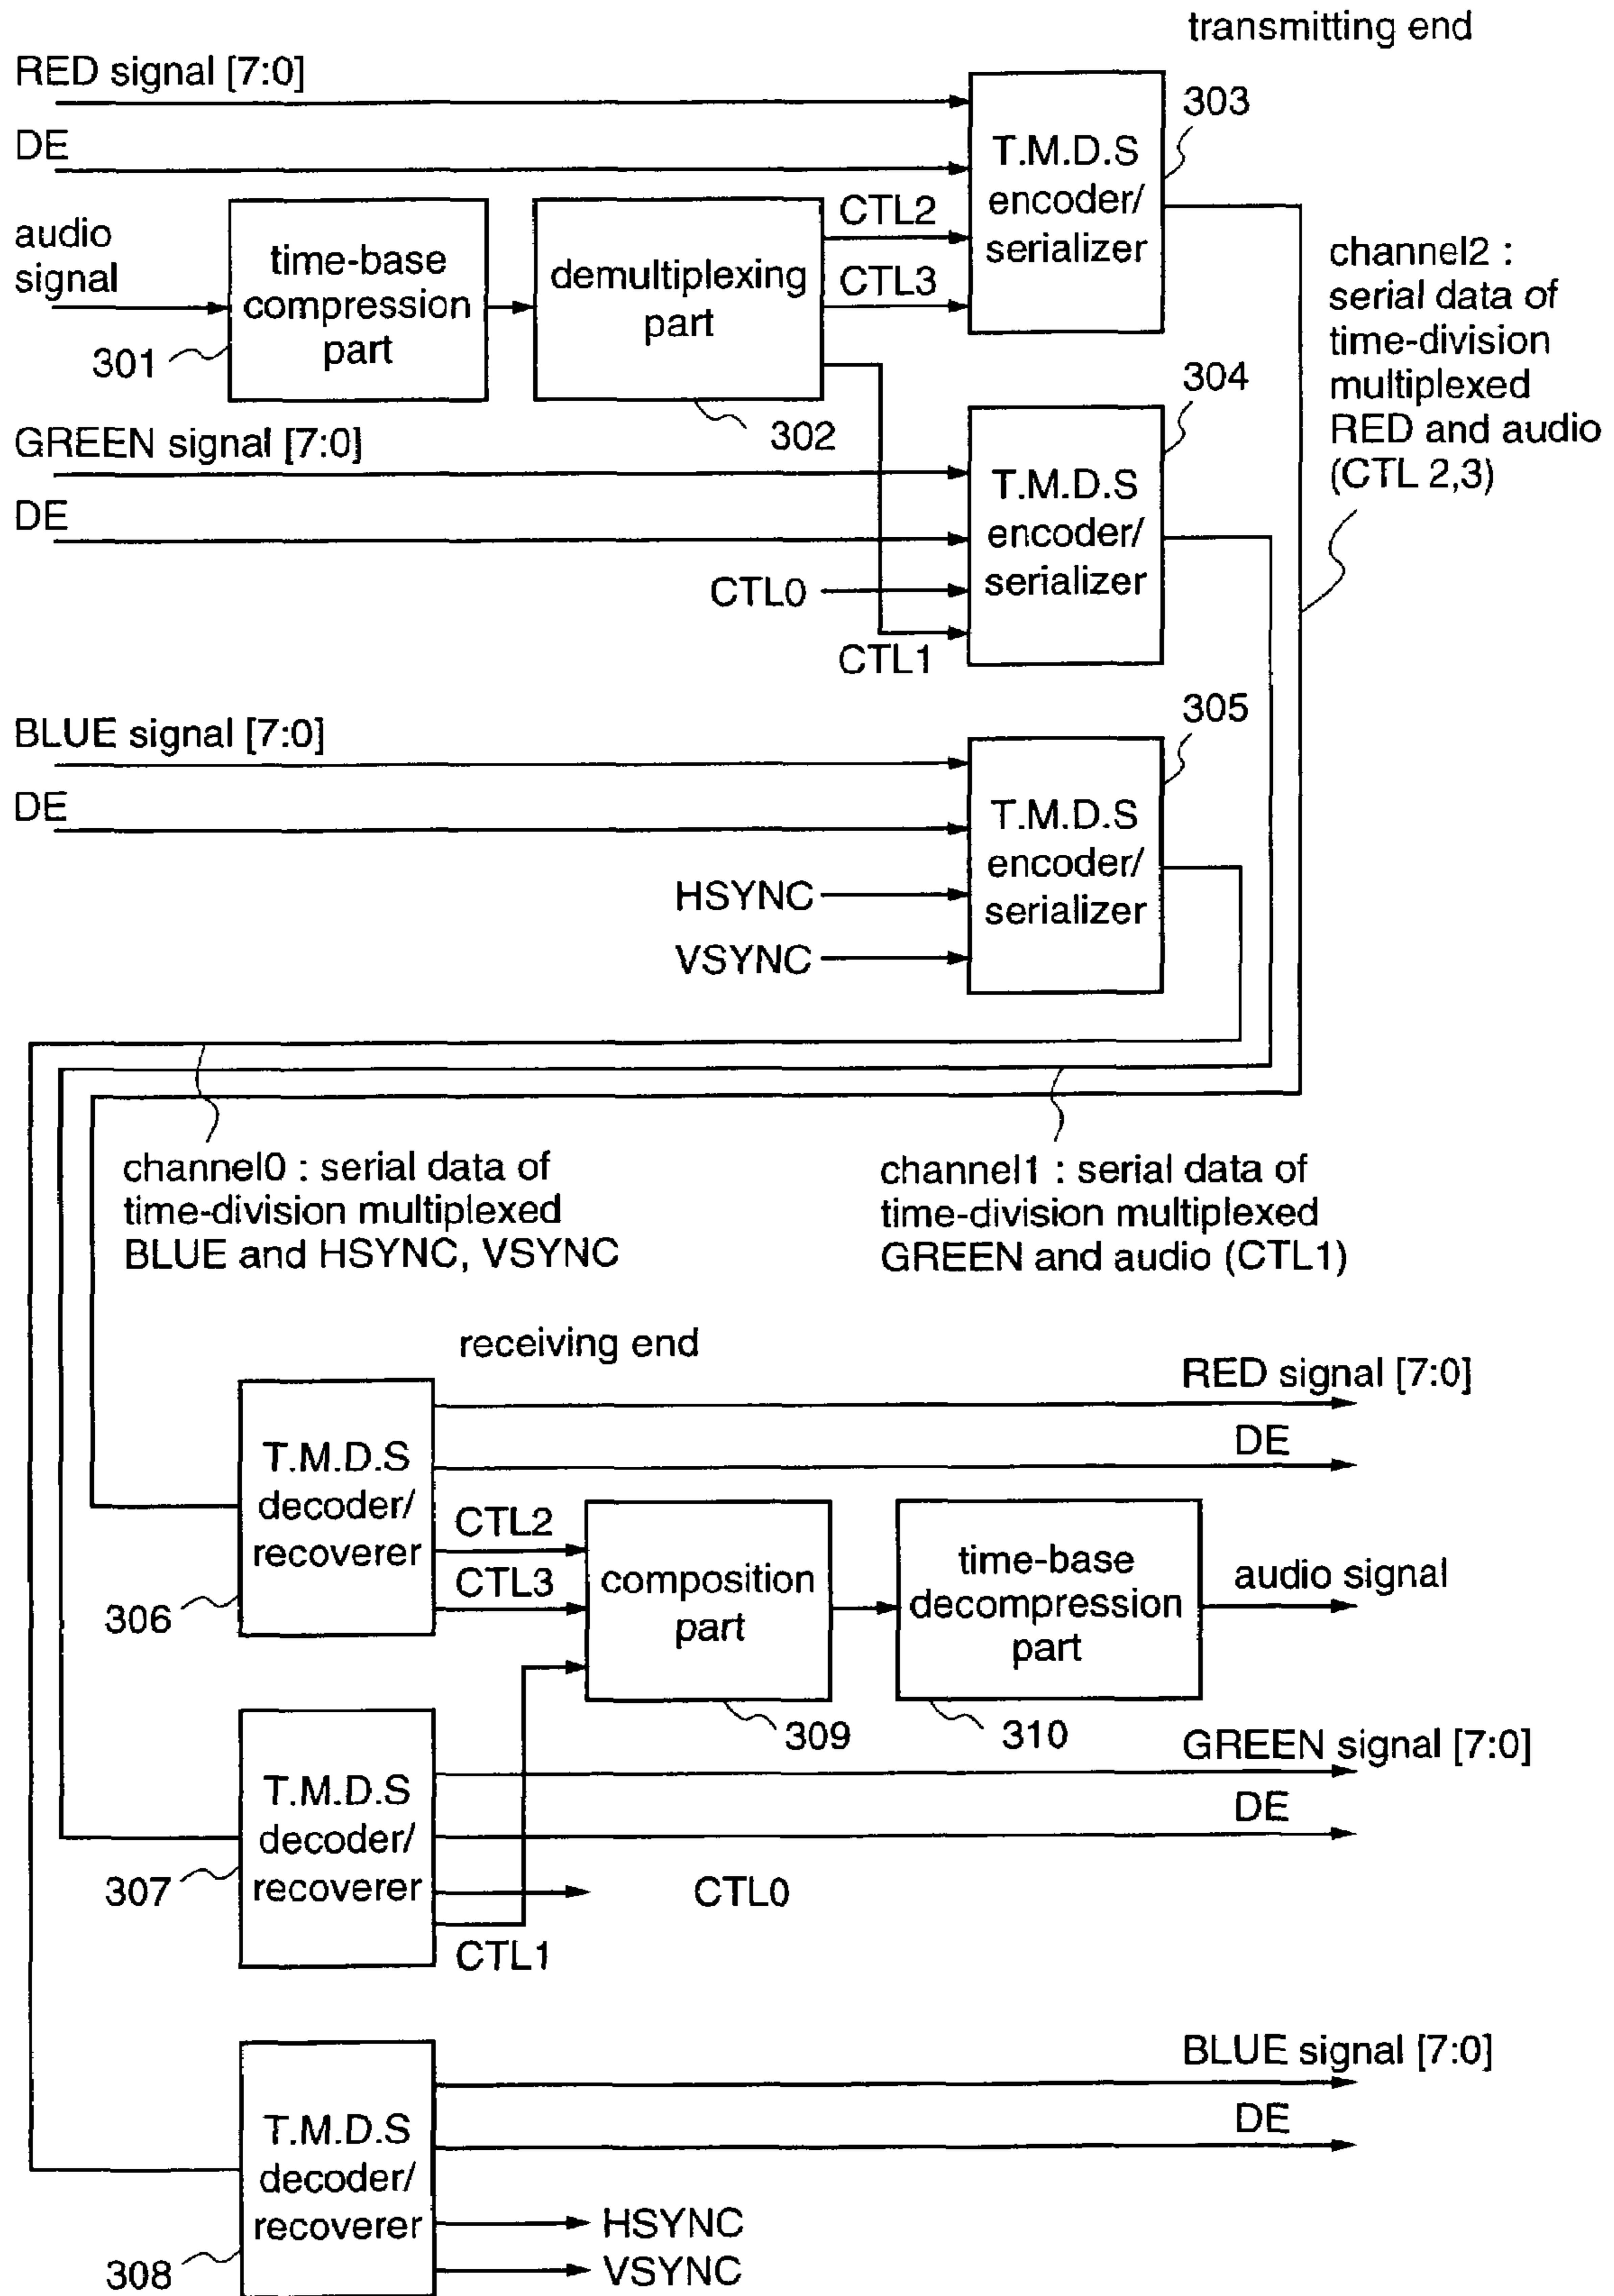 transmitting end
RED signal [7:0]
303
DE
T.M.D.S
encoder/
serializer
CTL2
audio
signal
time-base
compression
part
demultiplexing
part
CTL3
301
302
channel2 :
serial data of
time-division
multiplexed
RED and audio
(CTL 2,3)
304
GREEN signal [7:0]
T.M.D.S
encoder/
serializer
DE
CTL0
CTL1
305
BLUE signal [7:0]
DE
T.M.D.S
encoder/
serializer
HSYNC
VSYNC
channel0 : serial data of
time-division multiplexed
BLUE and HSYNC, VSYNC
channel1 : serial data of
time-division multiplexed
GREEN and audio (CTL1)
receiving end
RED signal [7:0]
DE
T.M.D.S
decoder/
recoverer
CTL2
CTL3
306
composition
part
time-base
decompression
part
audio signal
309
310
GREEN signal [7:0]
DE
T.M.D.S
decoder/
recoverer
307
CTL0
CTL1
BLUE signal [7:0]
DE
T.M.D.S
decoder/
recoverer
308
HSYNC
VSYNC